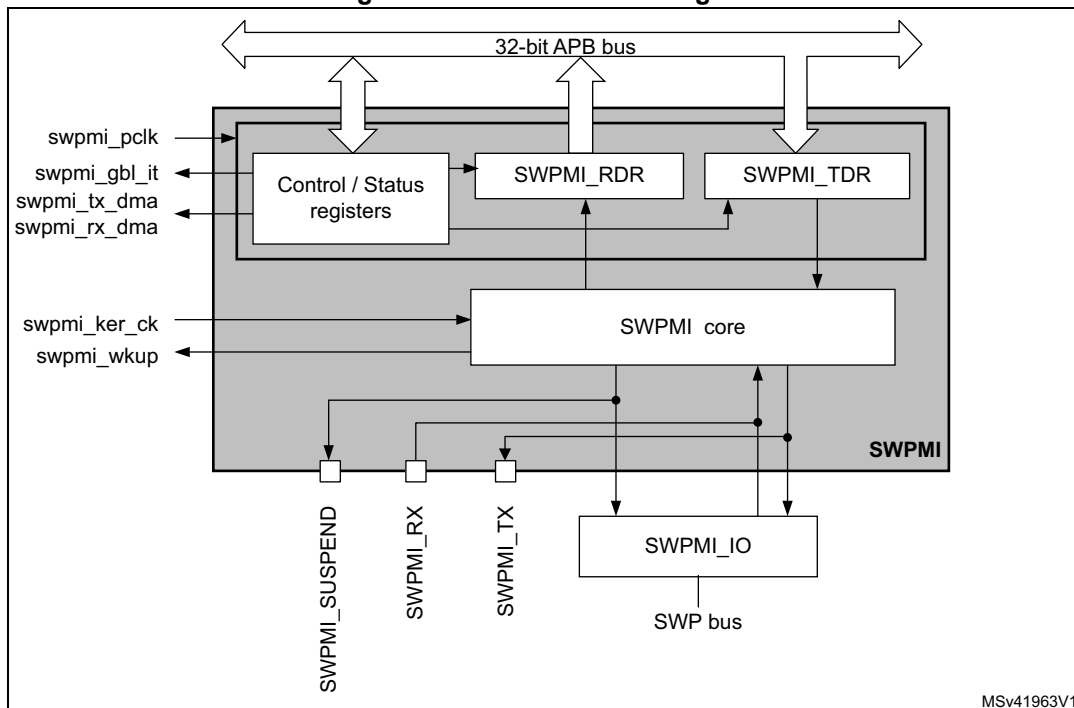 32-bit APB bus
swpmi_pclk
swpmi_gbl_it
swpmi_tx_dma
swpmi_rx_dma
Control / Status
registers
SWPMI_RDR
SWPMI_TDR
swpmi_ker_ck
swpmi_wkup
SWPMI core
SWPMI
SWPMI_SUSPEND
SWPMI_RX
SWPMI_TX
SWPMI_IO
SWP bus
MSv41963V1